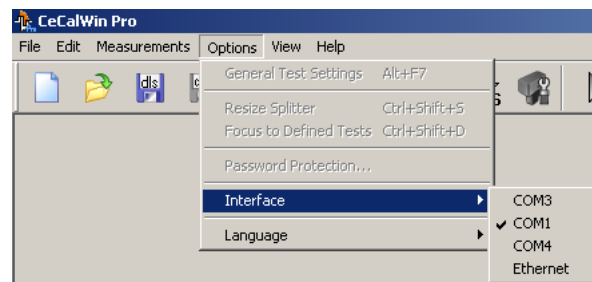 CeCalWin Pro
File Edit Measurements Options View Help
dls
General Test Settings Alt+F7
Resize Splitter Ctrl+Shift+S
Focus to Defined Tests Ctrl+Shift+D
Password Protection...
Interface
Language
COM3
COM1
COM4
Ethernet